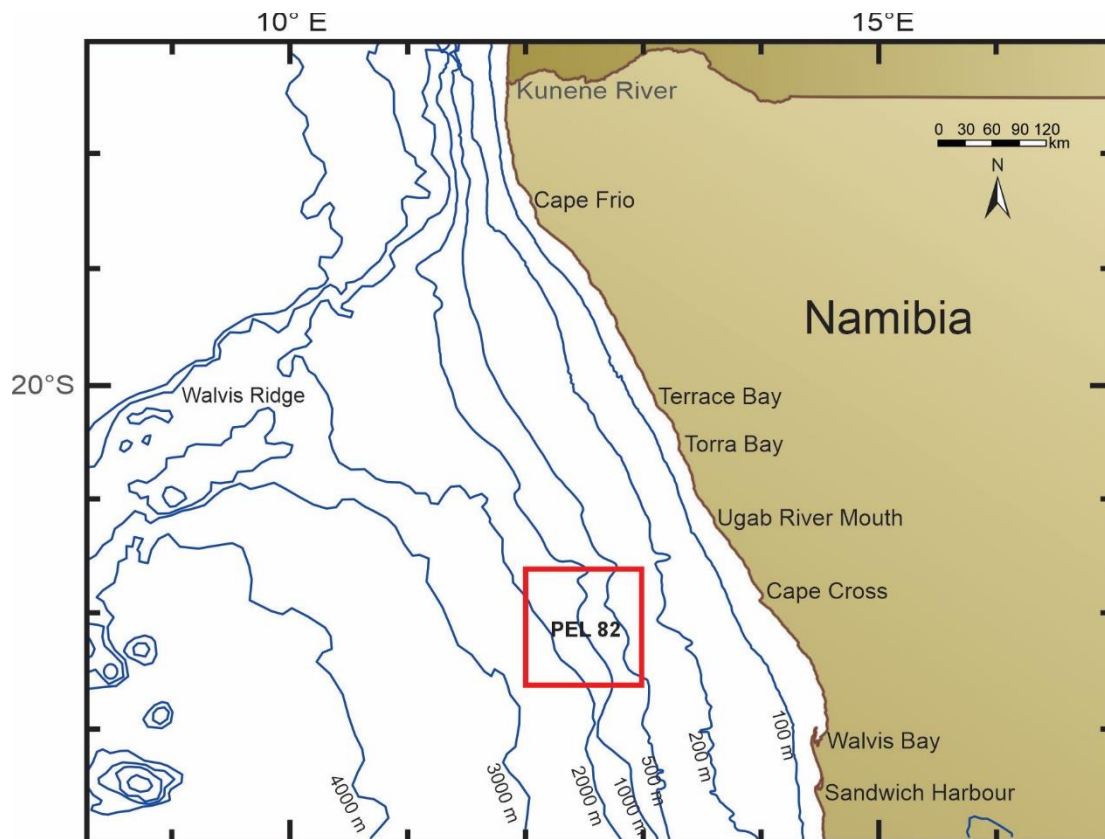 10° E
15°E
Kunene River
0 30 60 90 120
km
N
Cape Frio
Namibia
20°S
Walvis Ridge
Terrace Bay
Torra Bay
Ugab River Mouth
Cape Cross
PEL 82
Walvis Bay
Sandwich Harbour
4000 m
3000 m
2000 m
1000 m
500 m
200 m
100 m